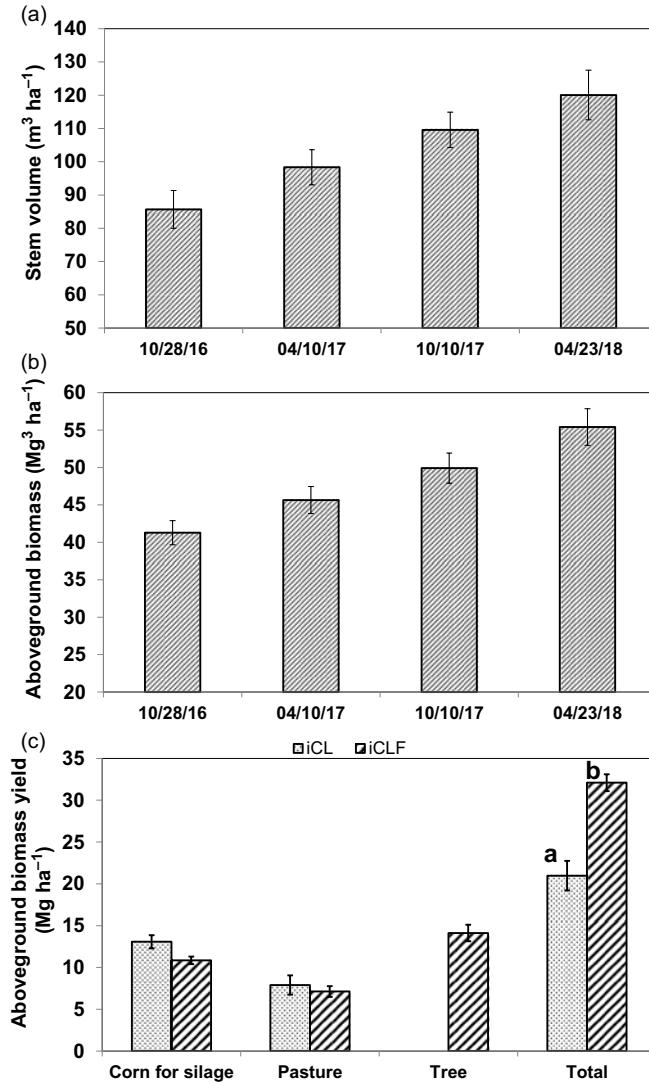 (a)
Stem volume (m³ ha⁻¹)
140
130
120
110
100
90
80
70
60
50
10/28/16 04/10/17 10/10/17 04/23/18
(b)
Aboveground biomass (Mg³ ha⁻¹)
60
55
50
45
40
35
30
25
20
10/28/16 04/10/17 10/10/17 04/23/18
(c)
iCL iCLF
Aboveground biomass yield
(Mg ha⁻¹)
35
30
25
20
15
10
5
0
a
b
Corn for silage Pasture Tree Total